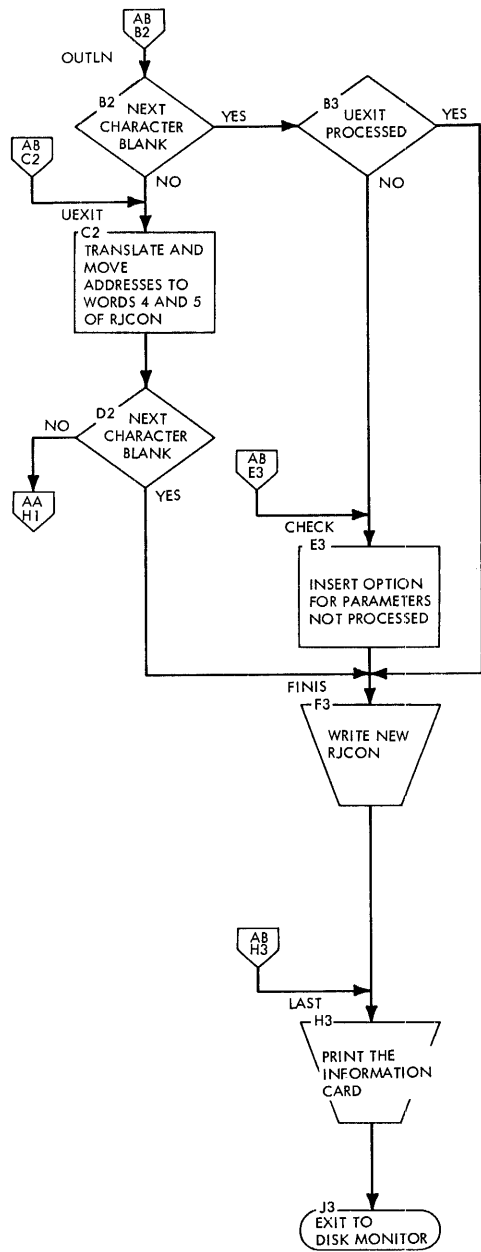 AB
B2
OUTLN
B2
NEXT
CHARACTER
BLANK
YES
B3
UEXIT
PROCESSED
YES
AB
C2
NO
NO
UEXIT
C2
TRANSLATE AND
MOVE
ADDRESSES TO
WORDS 4 AND 5
OF RJCON
D2
NEXT
CHARACTER
BLANK
NO
YES
AA
H1
AB
E3
CHECK
E3
INSERT OPTION
FOR PARAMETERS
NOT PROCESSED
FINIS
F3
WRITE NEW
RJCON
AB
H3
LAST
H3
PRINT THE
INFORMATION
CARD
J3
EXIT TO
DISK MONITOR